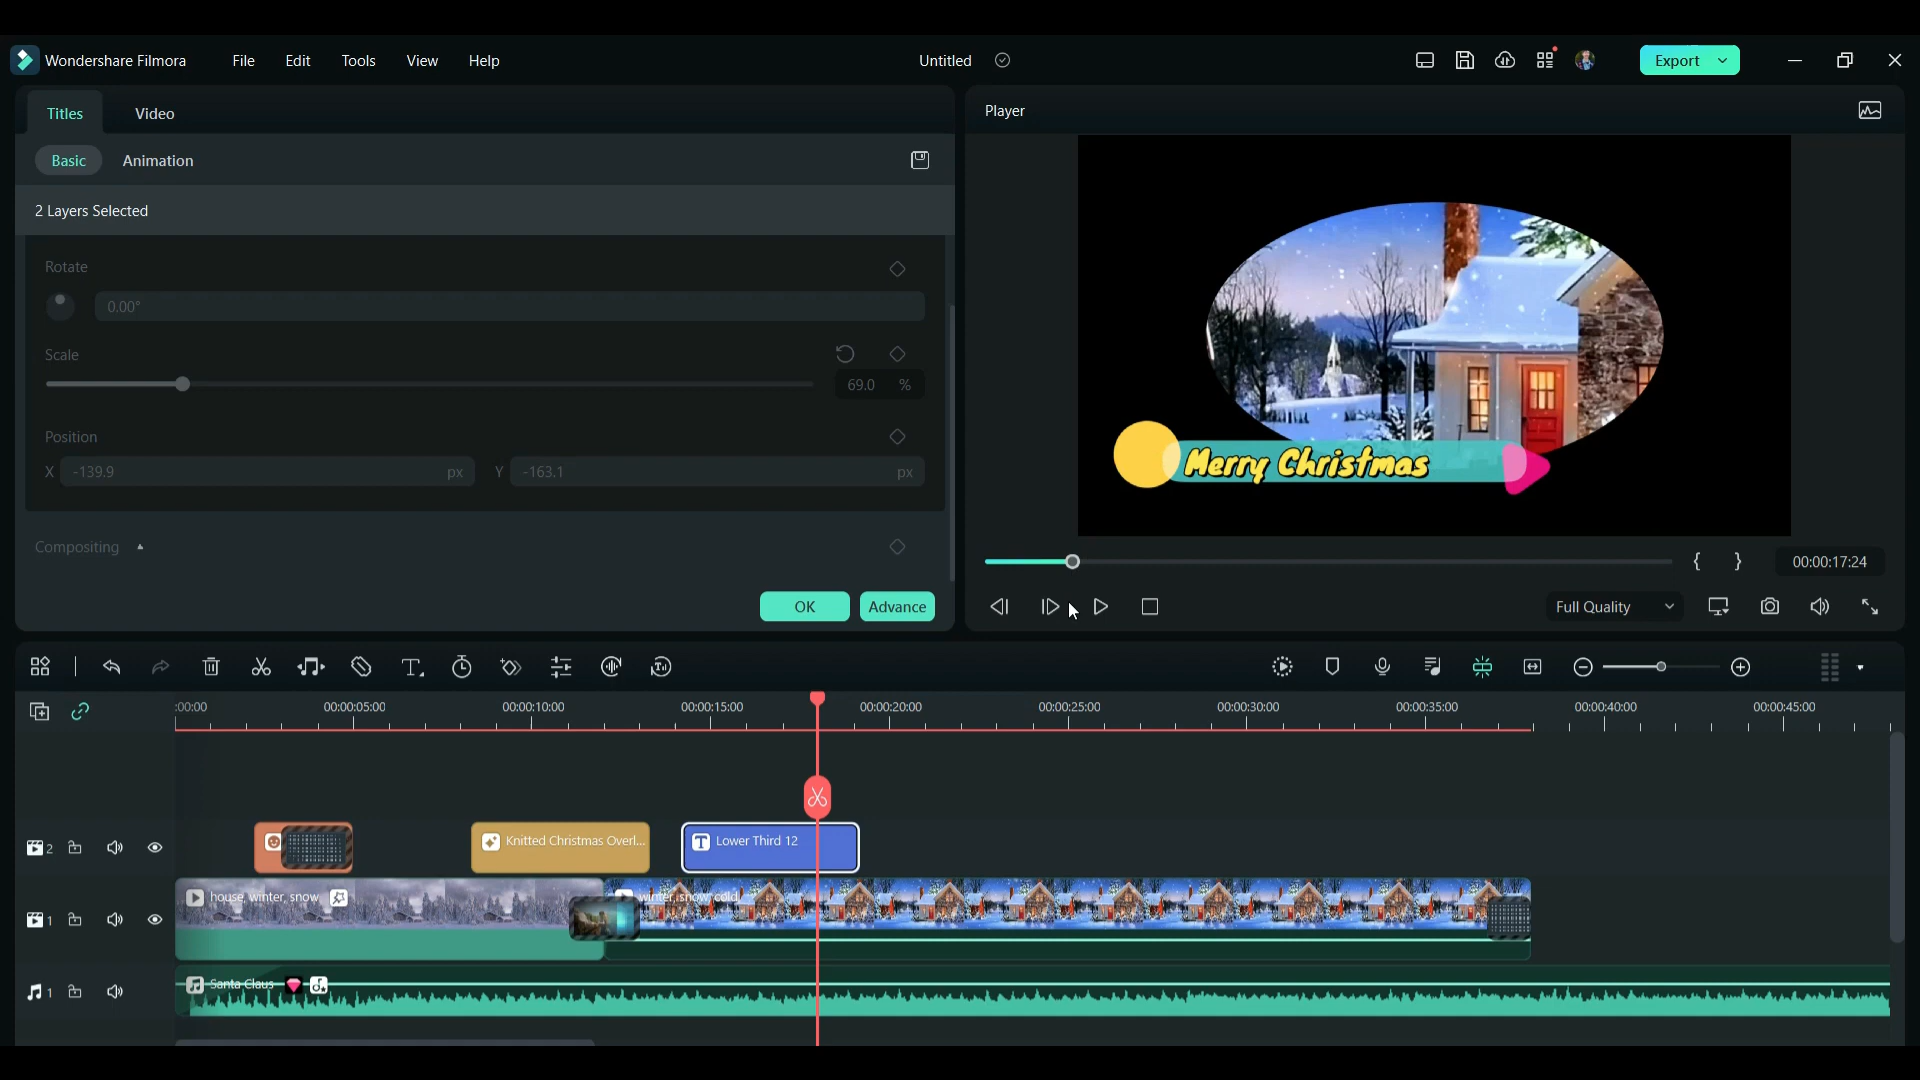 Wondershare Filmora File Edit Tools View Help Untitled Export
Titles Video
Player
Basic Animation
2 Layers Selected
Rotate
0.00°
Scale
69.0 %
Position
X -139.9 px Y -163.1 px
Compositing
OK Advance
Merry Christmas
{ } 00:00:17:24
Full Quality
:00:00 00:00:05:00 00:00:10:00 00:00:15:00 00:00:20:00 00:00:25:00 00:00:30:00 00:00:35:00 00:00:40:00 00:00:45:00
2 Knitted Christmas Overl... Lower Third 12
1 house, winter, snow winter, snow, cold
1 Santa Claus